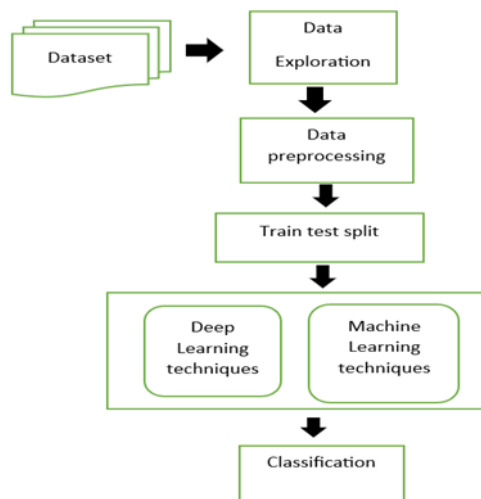 Dataset
Data
Exploration
Data
preprocessing
Train test split
Deep
Learning
techniques
Machine
Learning
techniques
Classification